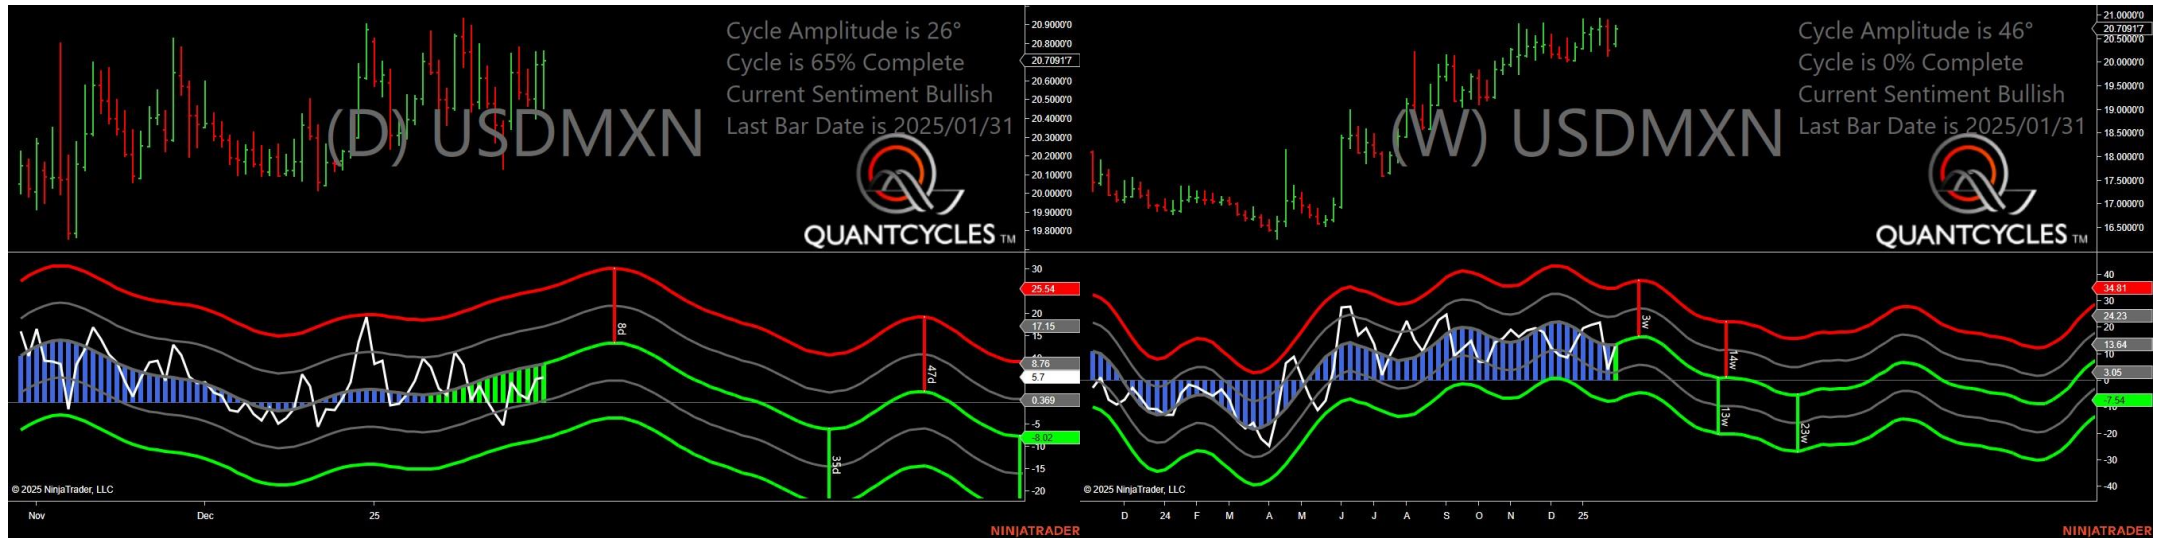 Cycle Amplitude is 26°
Cycle is 65% Complete
Current Sentiment Bullish
Last Bar Date is 2025/01/31
(D) USDMXN
QUANTCYCLES TM
20.9000'0
20.8000'0
20.7091'7
20.6000'0
20.5000'0
20.4000'0
20.3000'0
20.2000'0
20.1000'0
20.0000'0
19.9000'0
19.8000'0
30
25.54
20
17.15
15
8.76
5.7
0.369
-5
-8.02
-10
-15
-20
8d
35d
47d
© 2025 NinjaTrader, LLC
Nov Dec 25
NINJATRADER
Cycle Amplitude is 46°
Cycle is 0% Complete
Current Sentiment Bullish
Last Bar Date is 2025/01/31
(W) USDMXN
QUANTCYCLES TM
21.0000'0
20.7091'7
20.5000'0
20.0000'0
19.5000'0
19.0000'0
18.5000'0
18.0000'0
17.5000'0
17.0000'0
16.5000'0
40
34.81
30
24.23
20
13.64
10
3.05
0
-7.54
-10
-20
-30
-40
3w
14w
13w
23w
© 2025 NinjaTrader, LLC
D 24 F M A M J J A S O N D 25
NINJATRADER